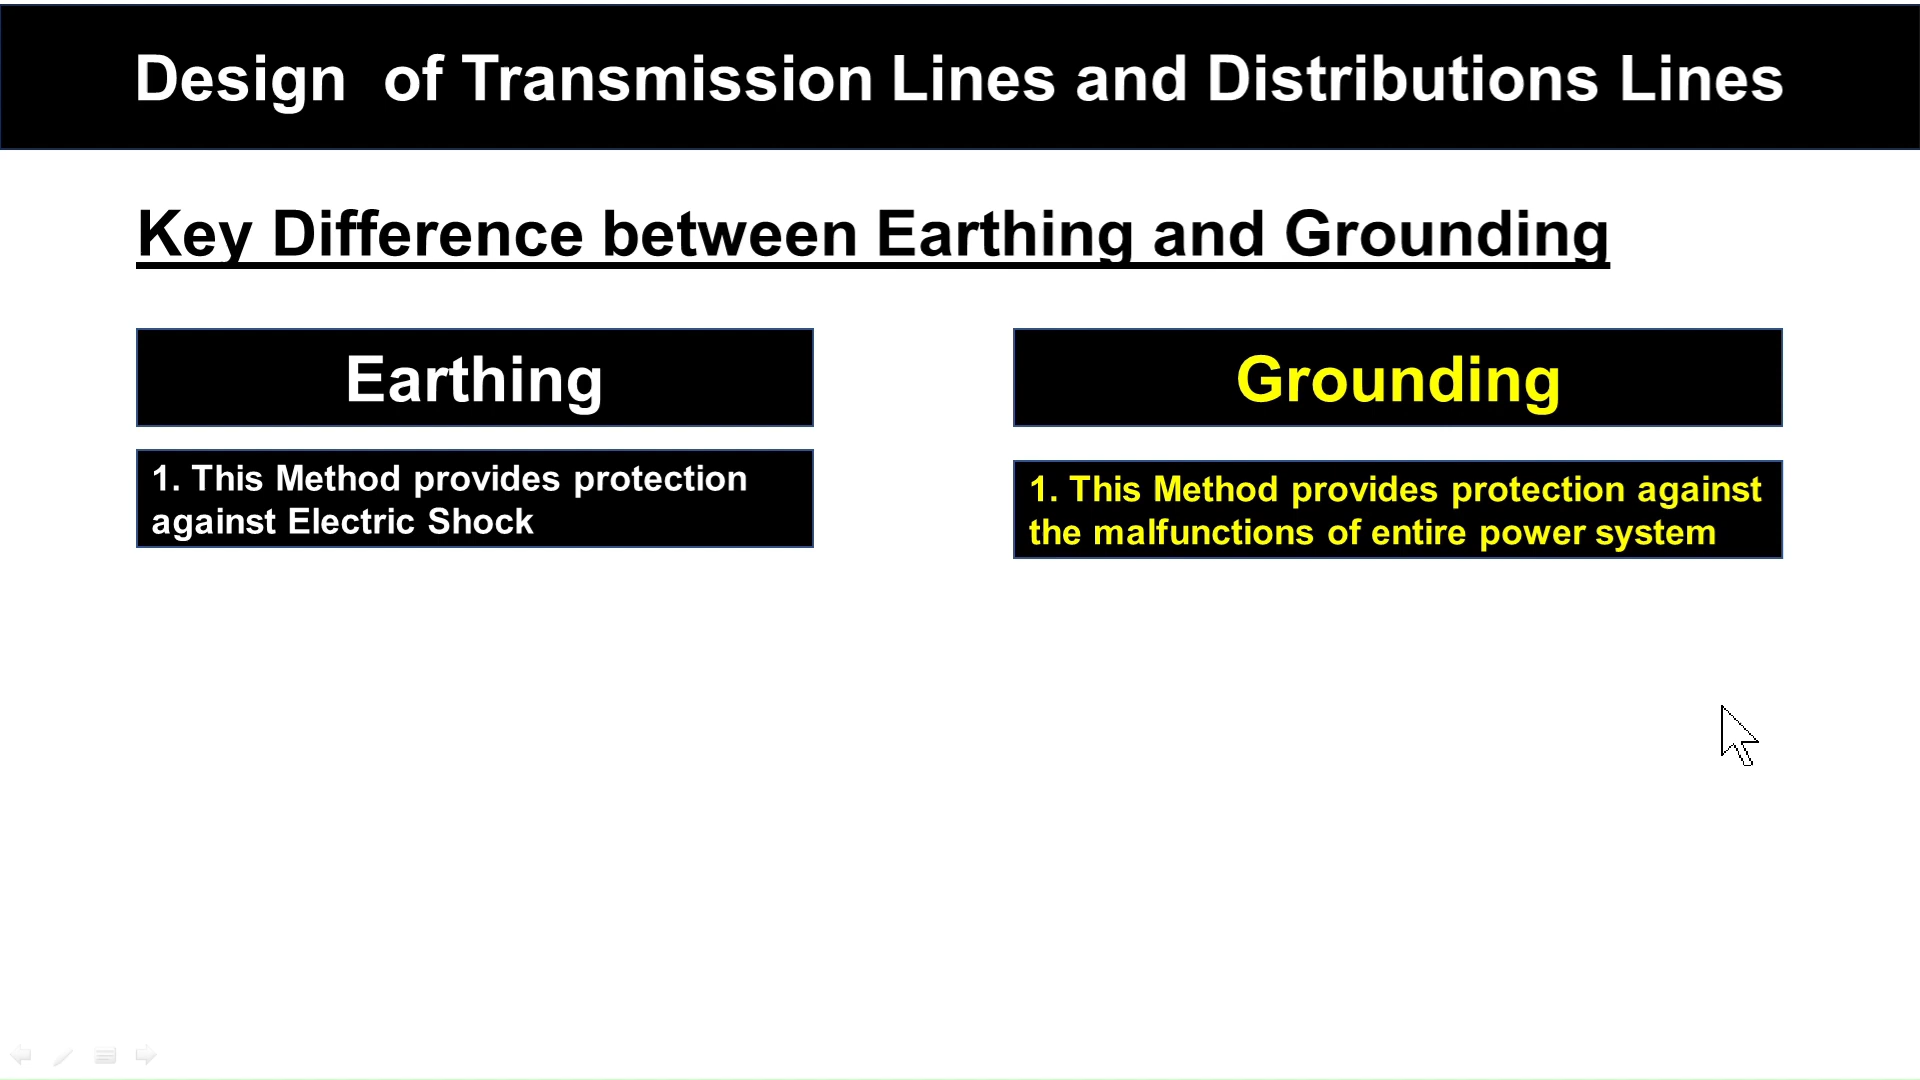 Design of Transmission Lines and Distributions Lines
Key Difference between Earthing and Grounding
Earthing
1. This Method provides protection
against Electric Shock
Grounding
1. This Method provides protection against
the malfunctions of entire power system